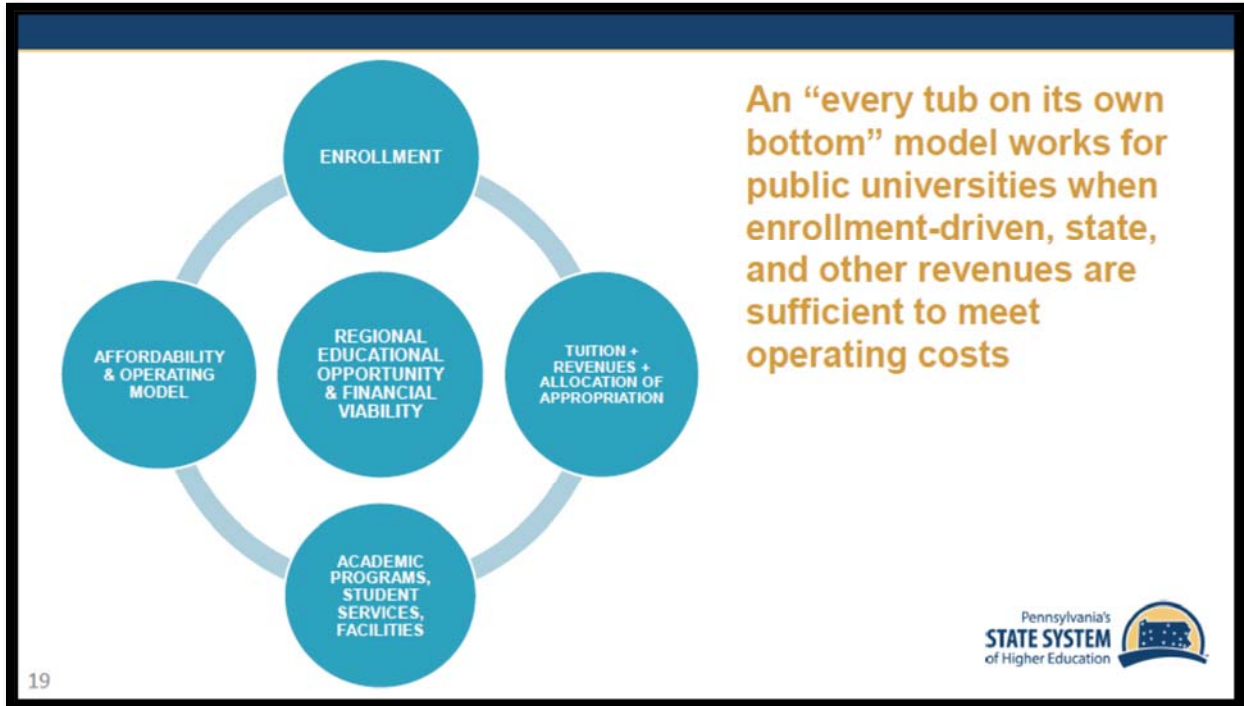 ENROLLMENT
AFFORDABILITY
& OPERATING
MODEL
REGIONAL
EDUCATIONAL
OPPORTUNITY
& FINANCIAL
VIABILITY
TUITION +
REVENUES +
ALLOCATION OF
APPROPRIATION
ACADEMIC
PROGRAMS,
STUDENT
SERVICES,
FACILITIES
An “every tub on its own
bottom” model works for
public universities when
enrollment-driven, state,
and other revenues are
sufficient to meet
operating costs
Pennsylvania's
STATE SYSTEM
of Higher Education
19